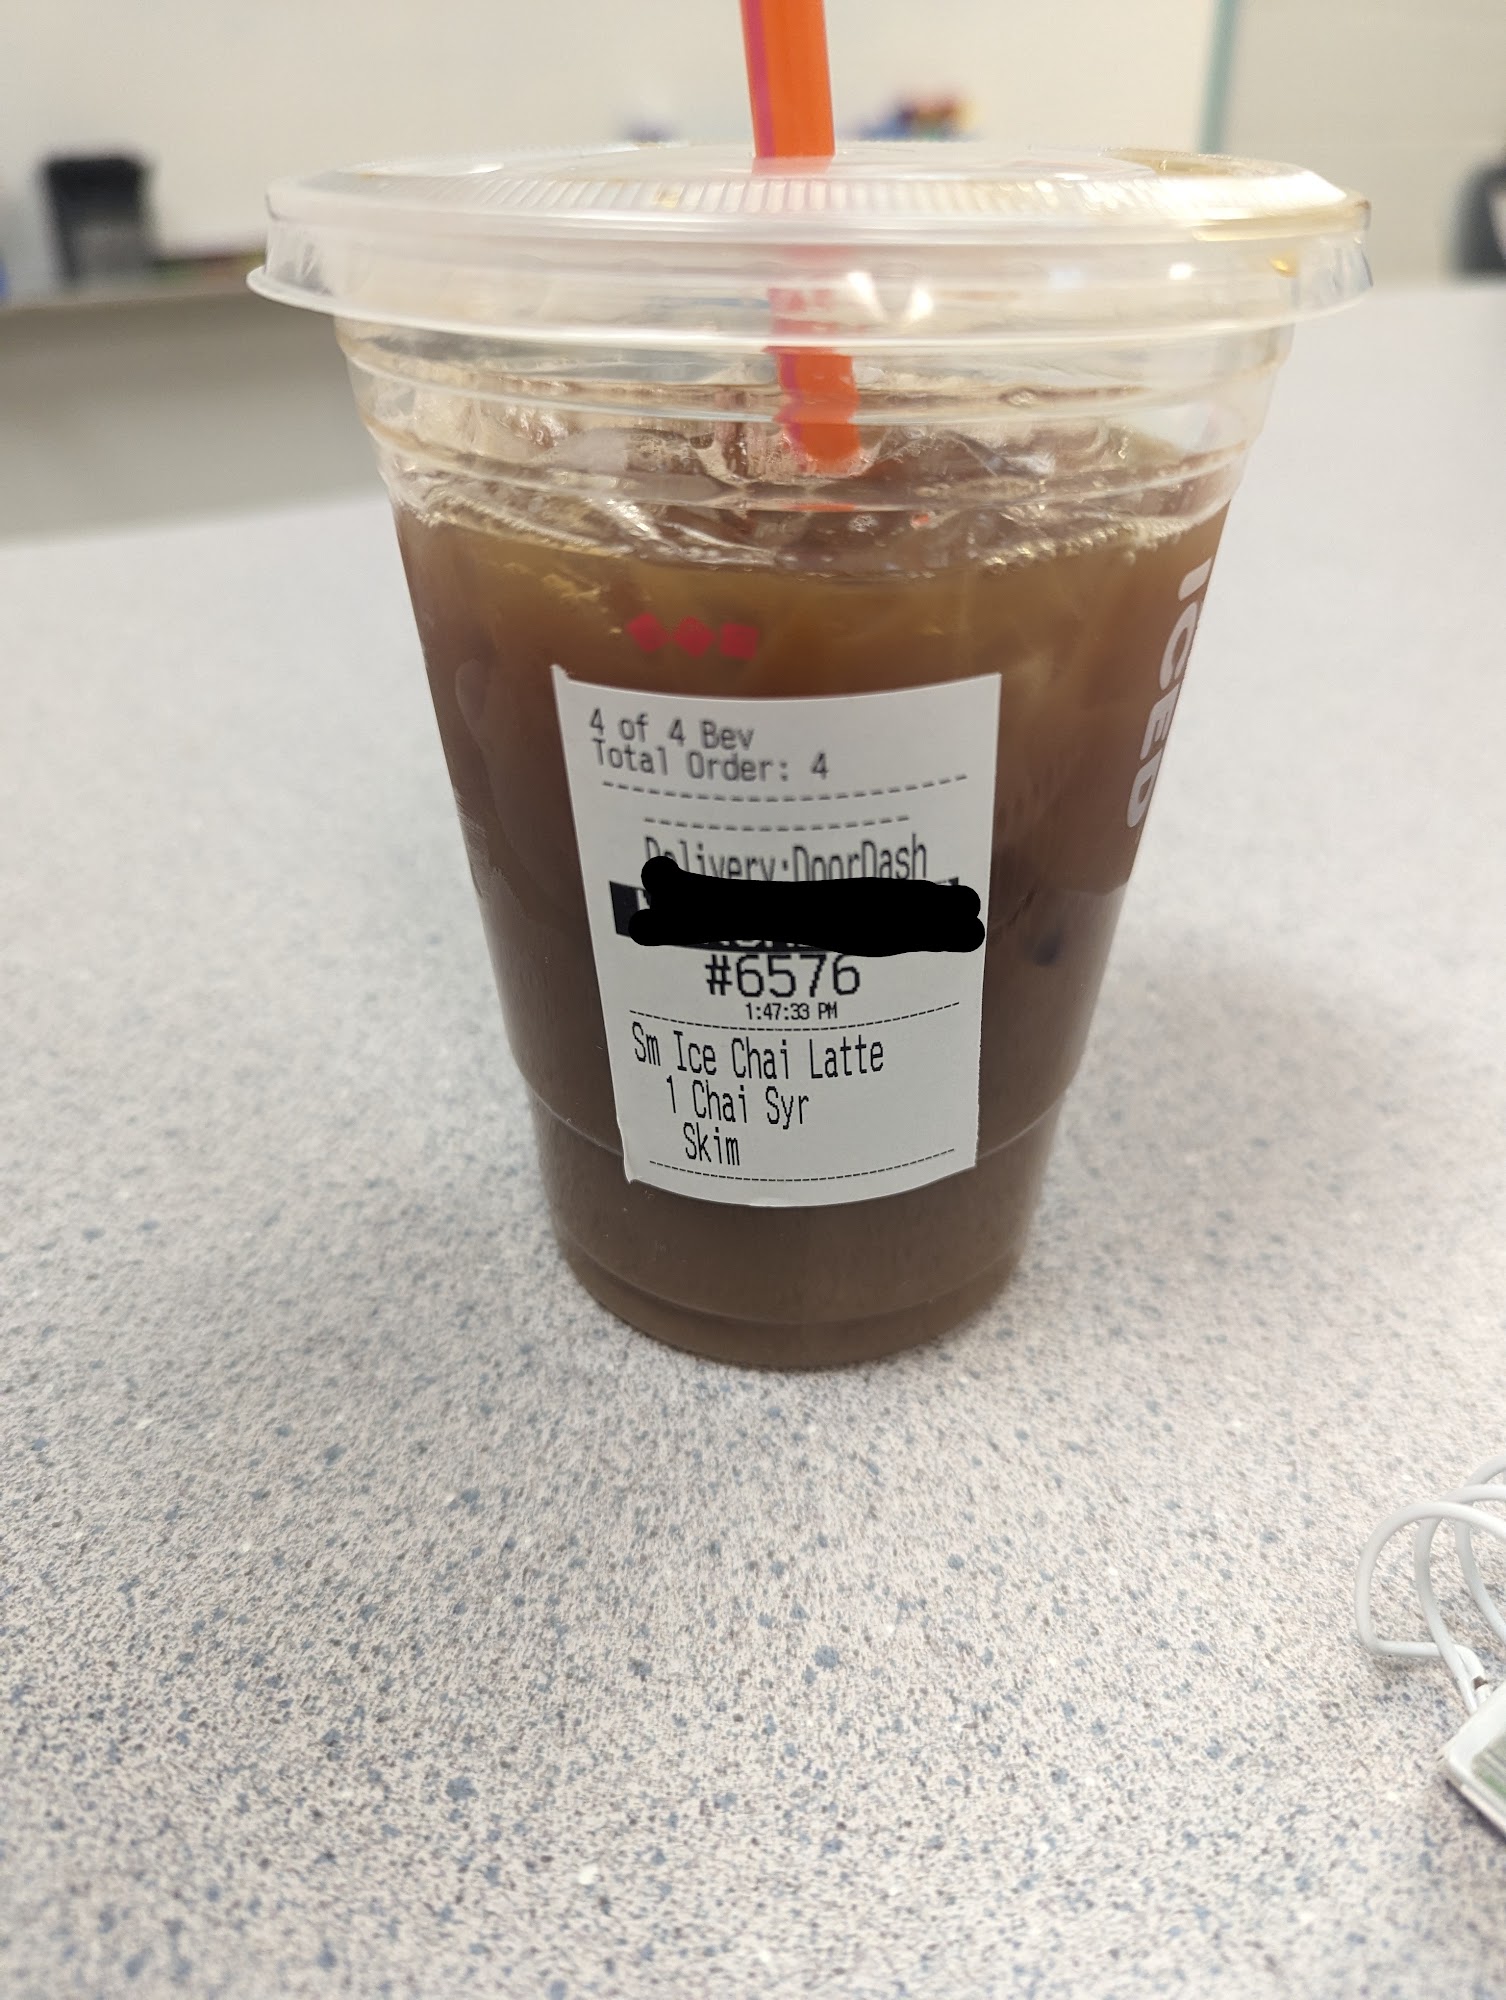 4 of 4 Bev
Total Order: 4
Delivery:DoorDash
#6576
1:47:33 PM
Sm Ice Chai Latte
1 Chai Syr
Skim
ICED